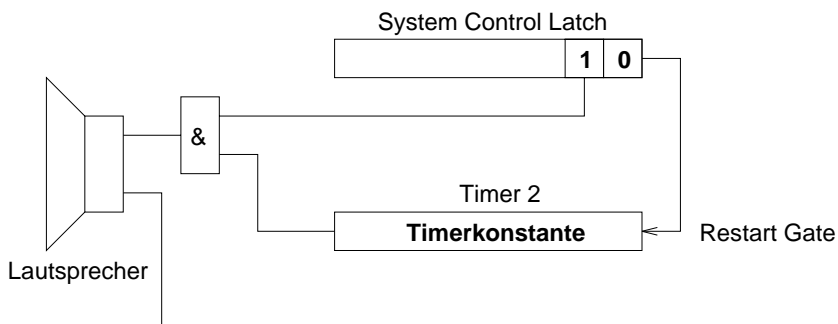 System Control Latch
1 0
&
Timer 2
Timerkonstante
Restart Gate
Lautsprecher